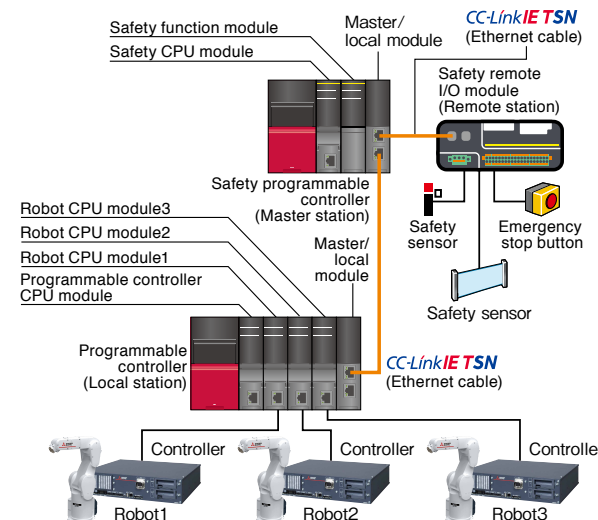 Safety function module
Safety CPU module
Master/
local module
CC-Link IE TSN
(Ethernet cable)
Safety remote
I/O module
(Remote station)
Safety programmable
controller
(Master station)
Safety
sensor
Emergency
stop button
Safety sensor
Robot CPU module3
Robot CPU module2
Robot CPU module1
Programmable controller
CPU module
Master/
local
module
Programmable
controller
(Local station)
CC-Link IE TSN
(Ethernet cable)
Controller
Controller
Controlle
Robot1
Robot2
Robot3